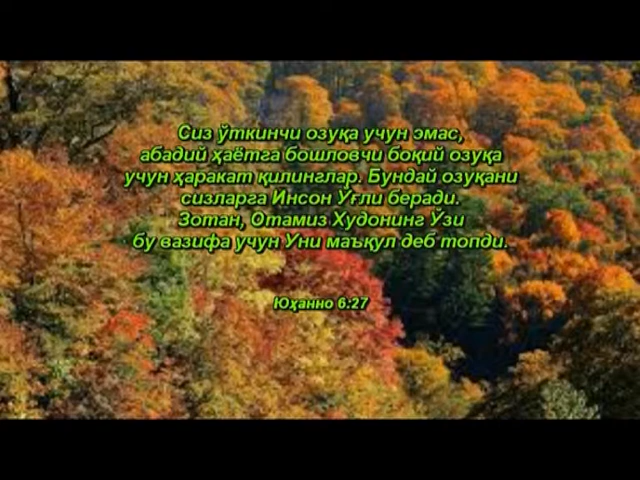 Сиз ўткинчи озуқа учун эмас,
абадий ҳаётга бошловчи боқий озуқа
учун ҳаракат қилинглар. Бундай озуқани
сизларга Инсон Ўғли беради.
Зотан, Отамиз Худонинг Ўзи
бу вазифа учун Уни маъқул деб топди.
Юҳанно 6:27